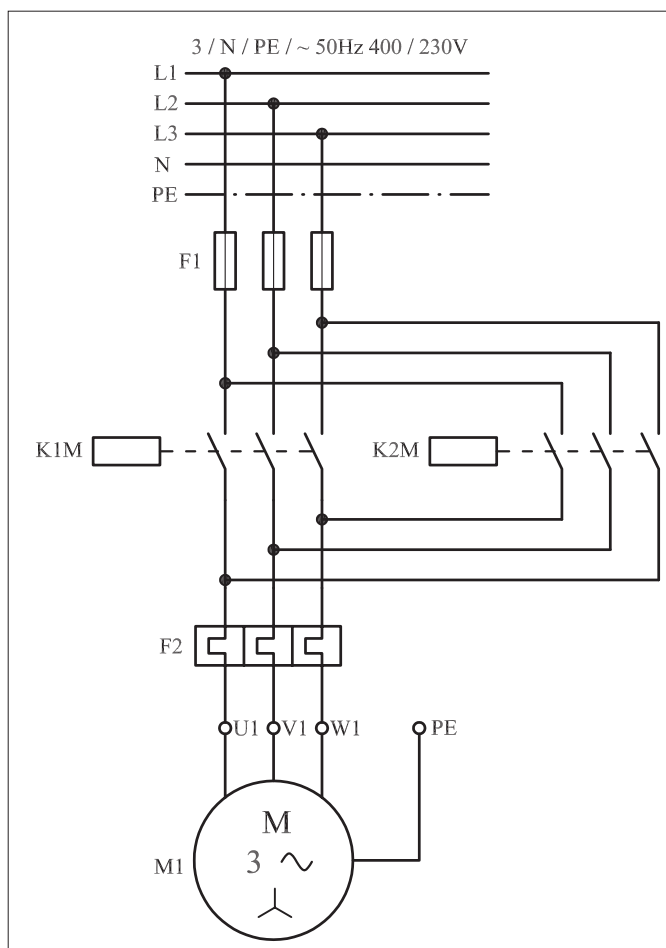 3 / N / PE / ~ 50Hz 400 / 230V
L1
L2
L3
N
PE
F1
K1M
K2M
F2
U1 V1 W1 PE
M
3 ~
M1